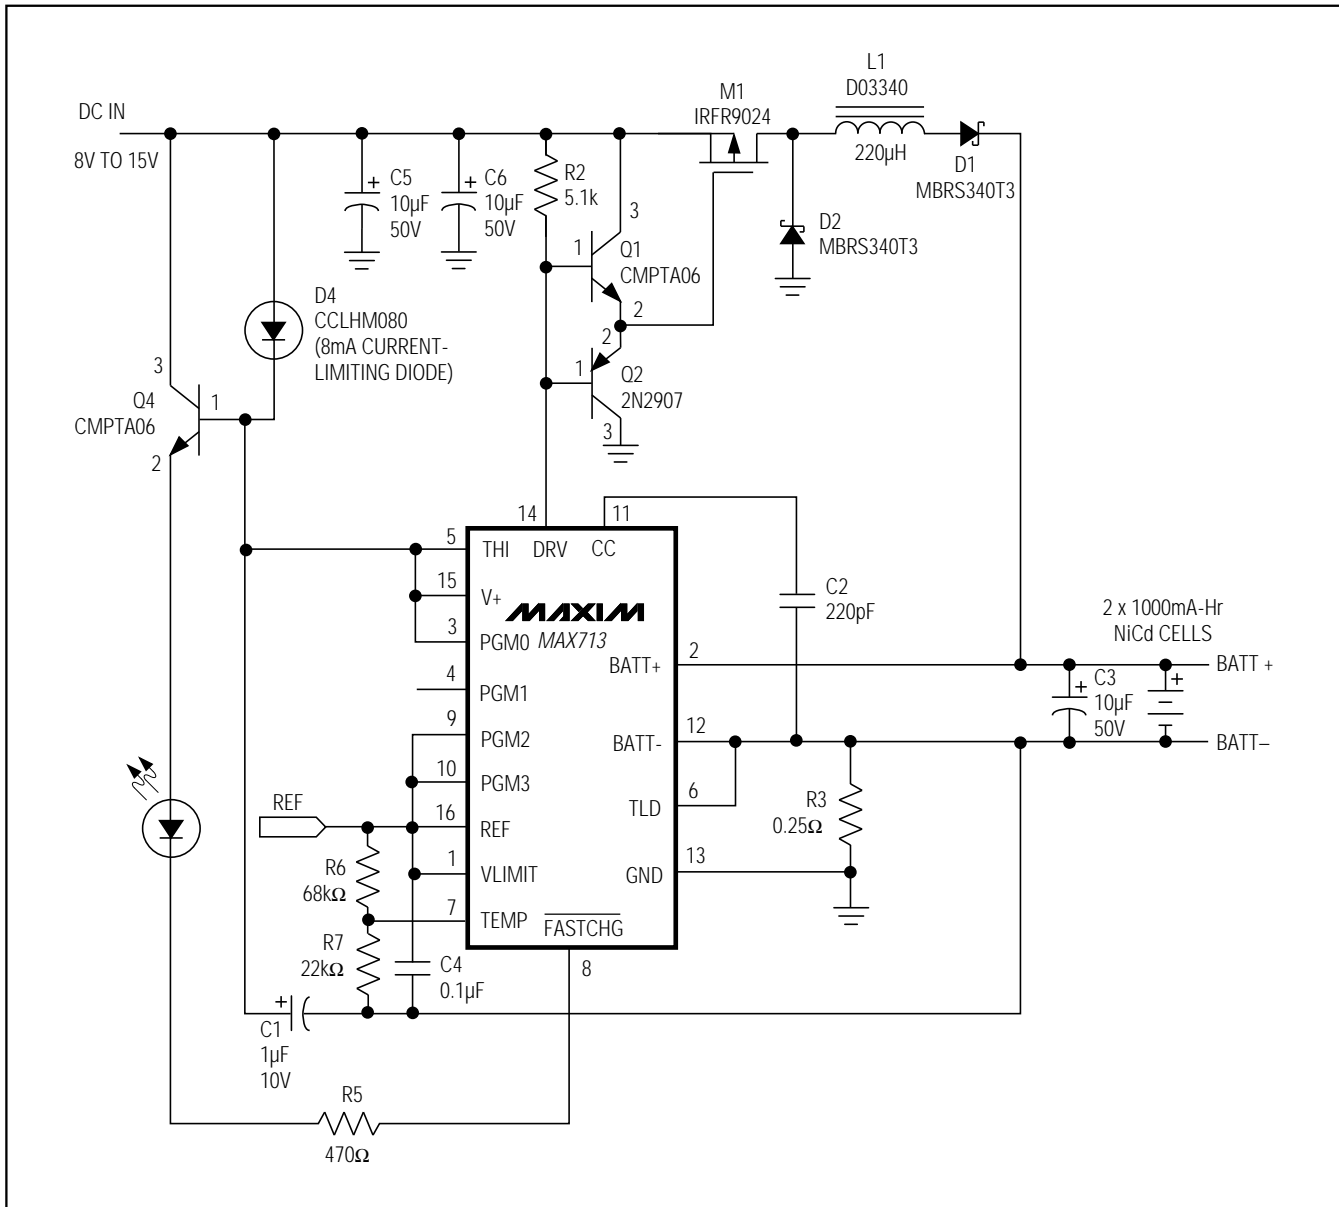 L1
D03340
M1
IRFR9024
DC IN
8V TO 15V
220µH
D1
MBRS340T3
C5
10µF
50V
C6
10µF
50V
R2
5.1k
3
D2
MBRS340T3
1
Q1
CMPTA06
2
D4
CCLHM080
(8mA CURRENT-
LIMITING DIODE)
2
1
Q2
2N2907
3
3
Q4
CMPTA06
1
2
14
11
5
THI
DRV
CC
15
V+
MAXIM
3
PGM0
MAX713
C2
220pF
2 x 1000mA-Hr
NiCd CELLS
2
BATT+
BATT +
4
PGM1
+
C3
10µF
50V
+
9
PGM2
12
BATT-
BATT–
10
PGM3
6
TLD
R3
0.25Ω
REF
16
REF
R6
68kΩ
1
VLIMIT
13
GND
7
TEMP
FASTCHG
8
R7
22kΩ
C4
0.1µF
+
C1
1µF
10V
R5
470Ω